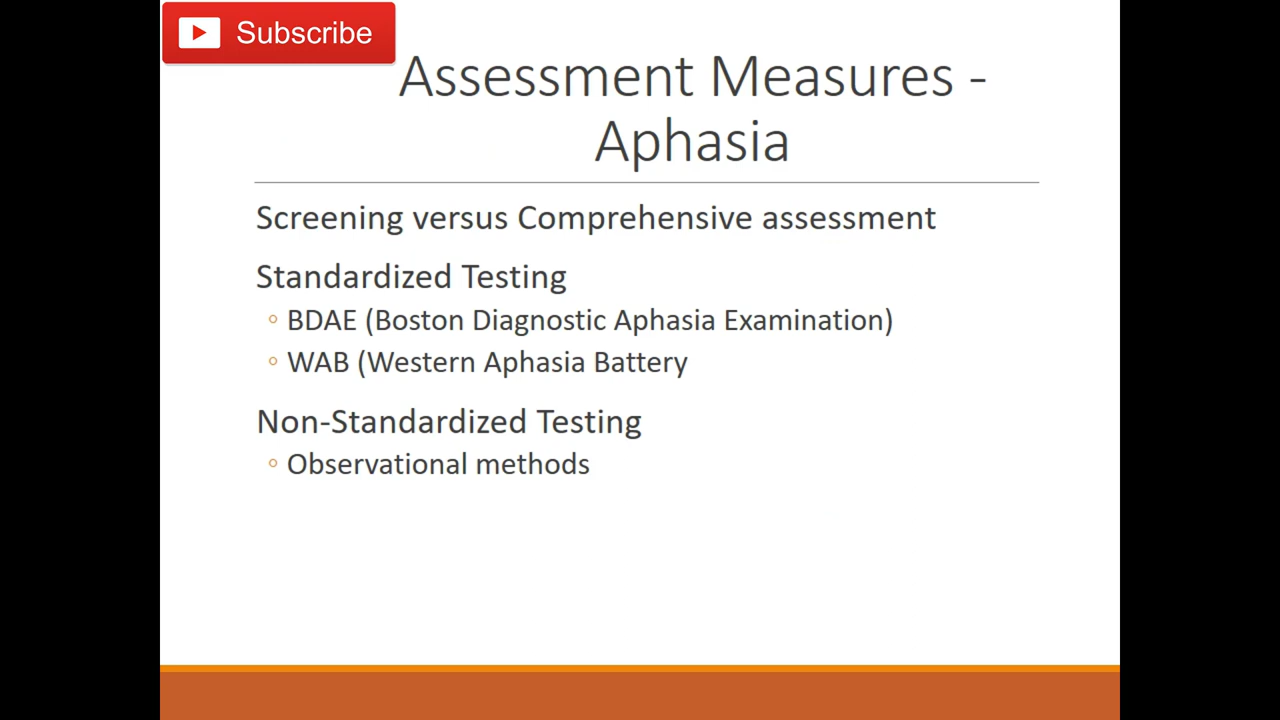 Subscribe
Assessment Measures -
Aphasia
Screening versus Comprehensive assessment
Standardized Testing
◦ BDAE (Boston Diagnostic Aphasia Examination)
◦ WAB (Western Aphasia Battery
Non-Standardized Testing
◦ Observational methods